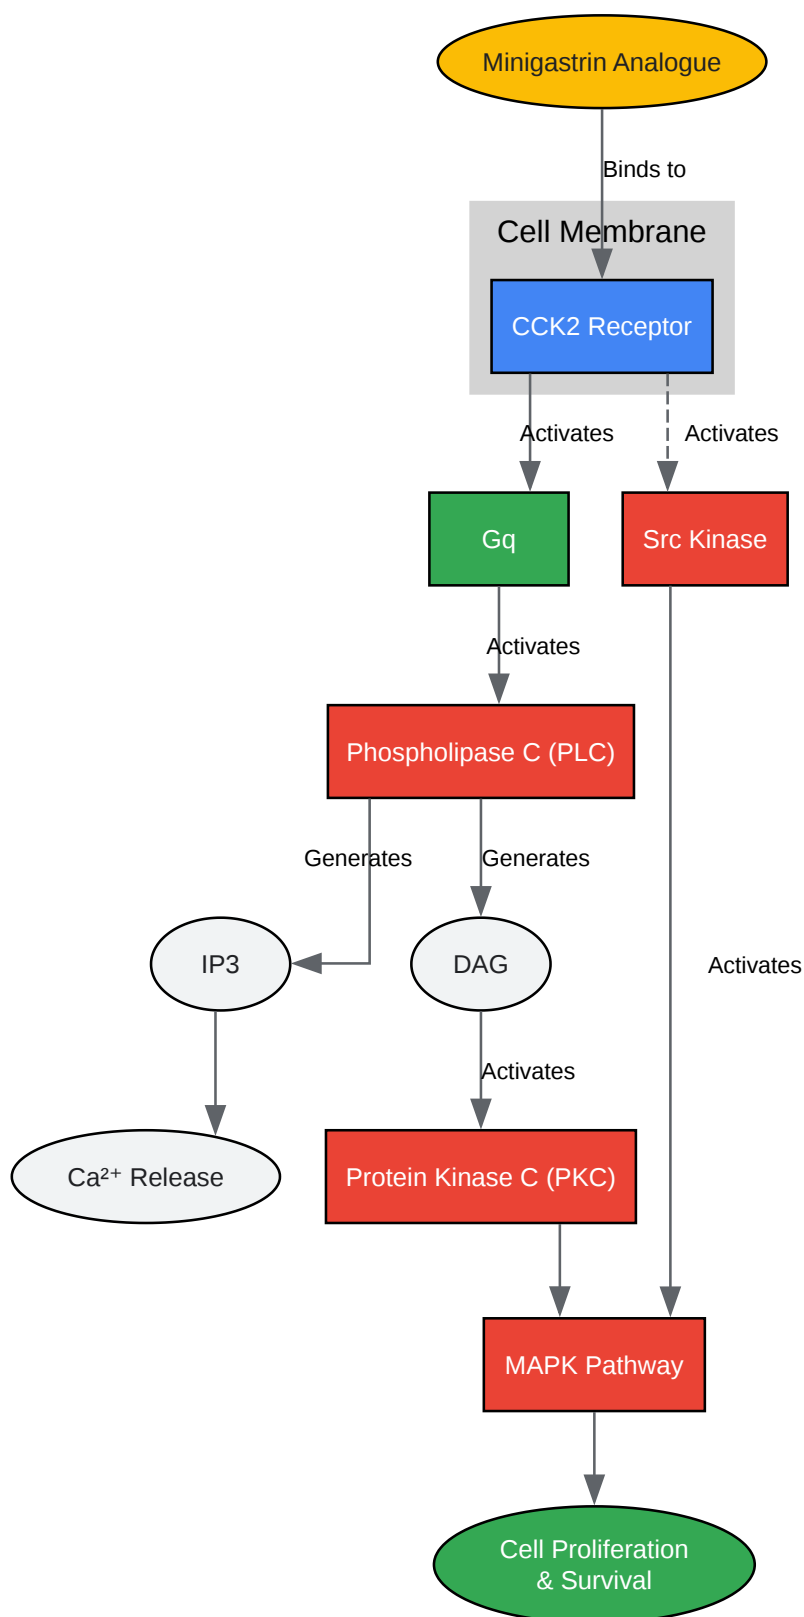 Minigastrin Analogue
Binds to
Cell Membrane
CCK2 Receptor
Activates
Activates
Gq
Src Kinase
Activates
Phospholipase C (PLC)
Generates
Generates
IP3
DAG
Activates
Activates
Ca²⁺ Release
Protein Kinase C (PKC)
MAPK Pathway
Cell Proliferation
& Survival